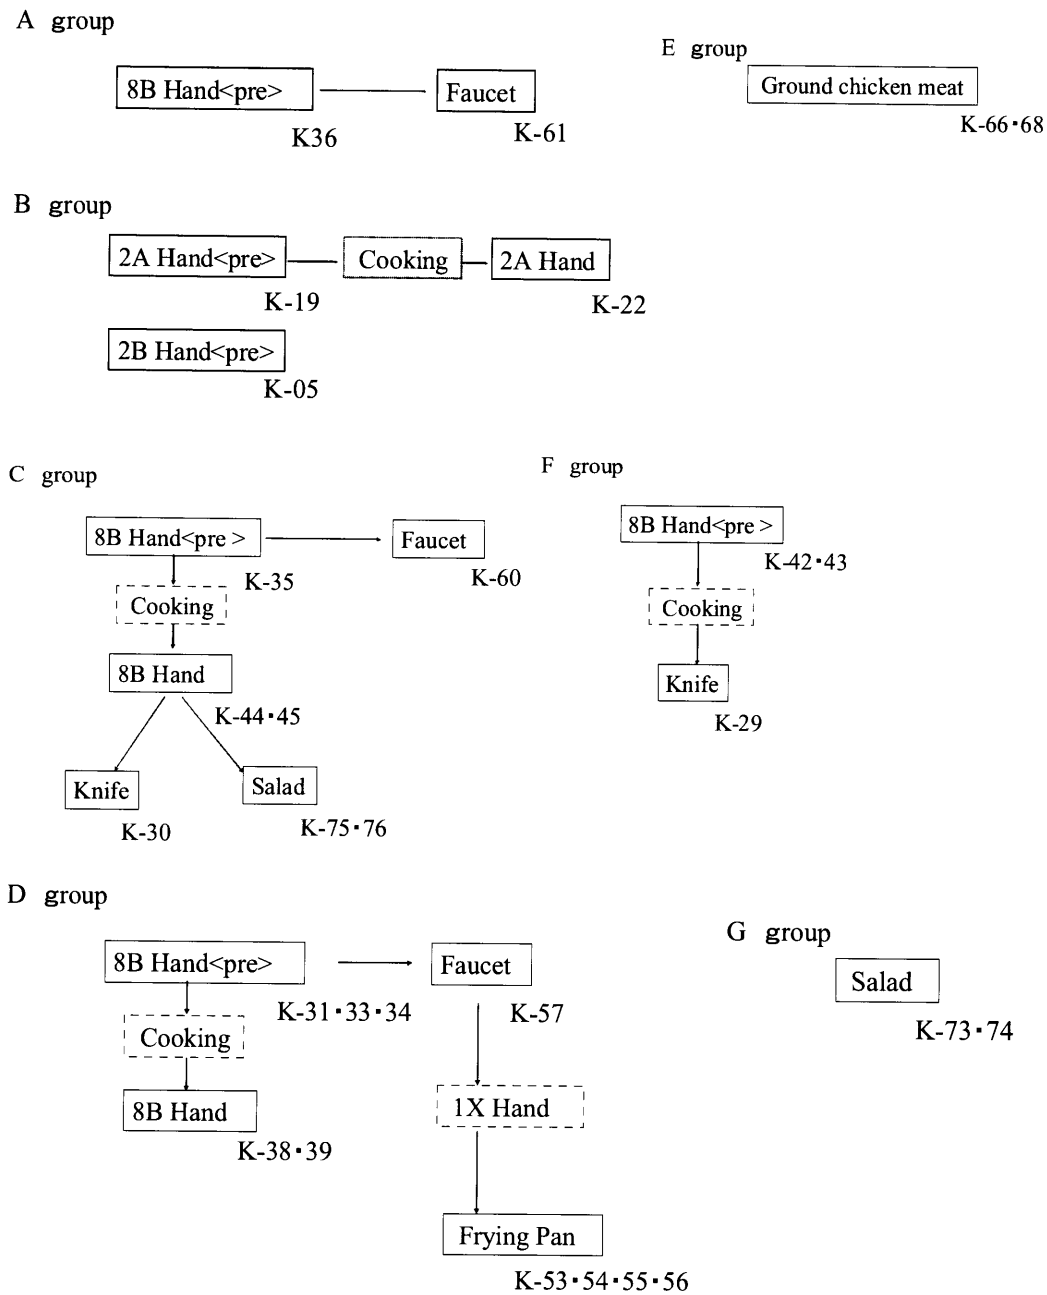 A group
8B Hand<pre>
Faucet
K36
K-61
E group
Ground chicken meat
K-66・68
B group
2A Hand<pre>
Cooking
2A Hand
K-19
K-22
2B Hand<pre>
K-05
C group
8B Hand<pre >
Faucet
K-35
K-60
Cooking
8B Hand
K-44・45
Knife
Salad
K-30
K-75・76
F group
8B Hand<pre >
K-42・43
Cooking
Knife
K-29
D group
8B Hand<pre>
Faucet
K-31・33・34
K-57
Cooking
1X Hand
8B Hand
K-38・39
Frying Pan
K-53・54・55・56
G group
Salad
K-73・74